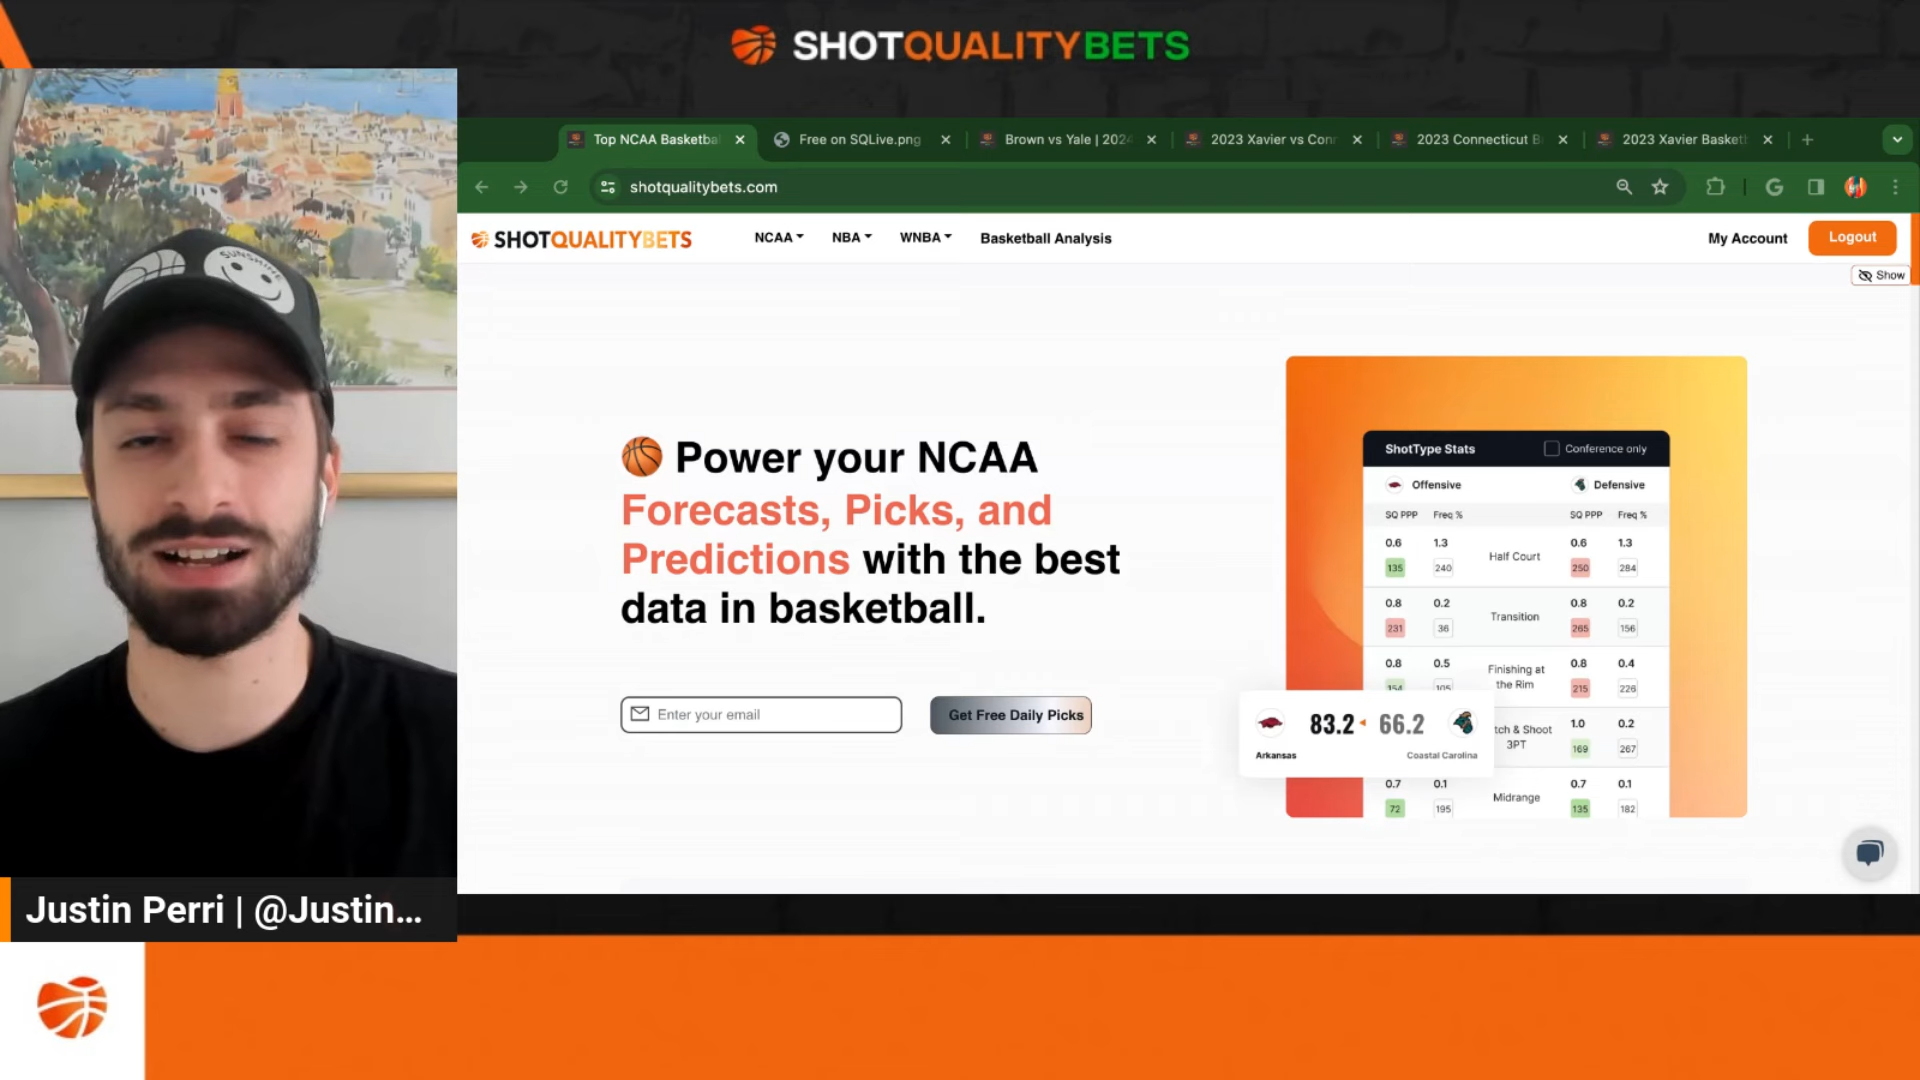 SHOTQUALITYBETS
Top NCAA Basketba
Free on SQLive.png
Brown vs Yale | 2024
2023 Xavier vs Conn
2023 Connecticut B
2023 Xavier Basketb
shotqualitybets.com
SHOTQUALITYBETS
NCAA
NBA
WNBA
Basketball Analysis
My Account
Logout
Show
SUNSHINE
Power your NCAA
Forecasts, Picks, and
Predictions with the best
data in basketball.
Enter your email
Get Free Daily Picks
ShotType Stats
Conference only
Offensive
Defensive
SQ PPP Freq % SQ PPP Freq %
0.6 1.3 Half Court 0.6 1.3
135 240 250 284
0.8 0.2 Transition 0.8 0.2
231 36 265 156
0.8 0.5 Finishing at 0.8 0.4
154 105 the Rim 215 226
tch & Shoot 1.0 0.2
3PT 169 267
83.2 66.2
Arkansas Coastal Carolina
0.7 0.1 Midrange 0.7 0.1
72 195 135 182
Justin Perri | @Justin...